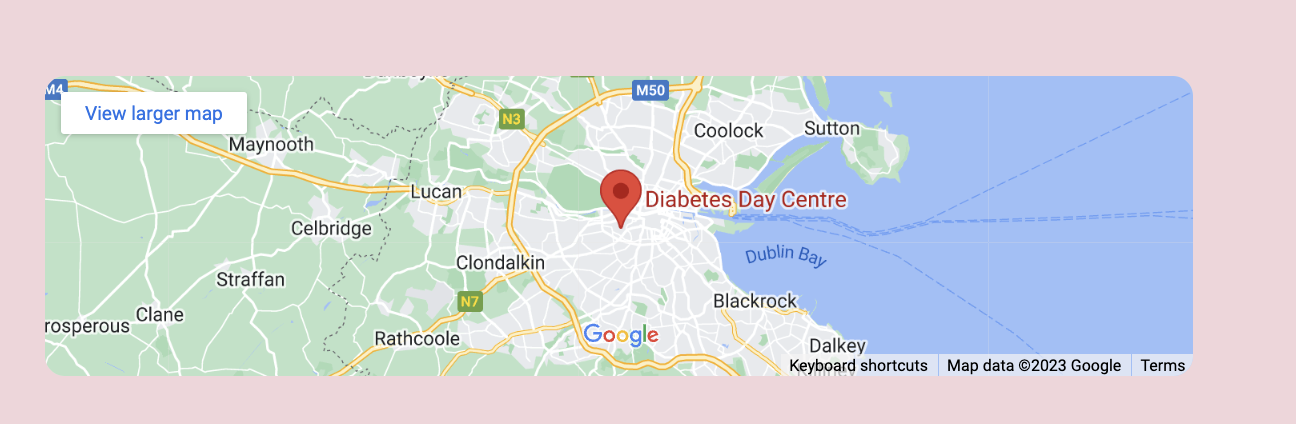 M4
View larger map
M50
N3
Coolock
Sutton
Maynooth
Lucan
Diabetes Day Centre
Celbridge
Dublin Bay
Clondalkin
Straffan
N7
Blackrock
Clane
rosperous
Rathcoole
Google
Dalkey
Keyboard shortcuts
Map data ©2023 Google
Terms